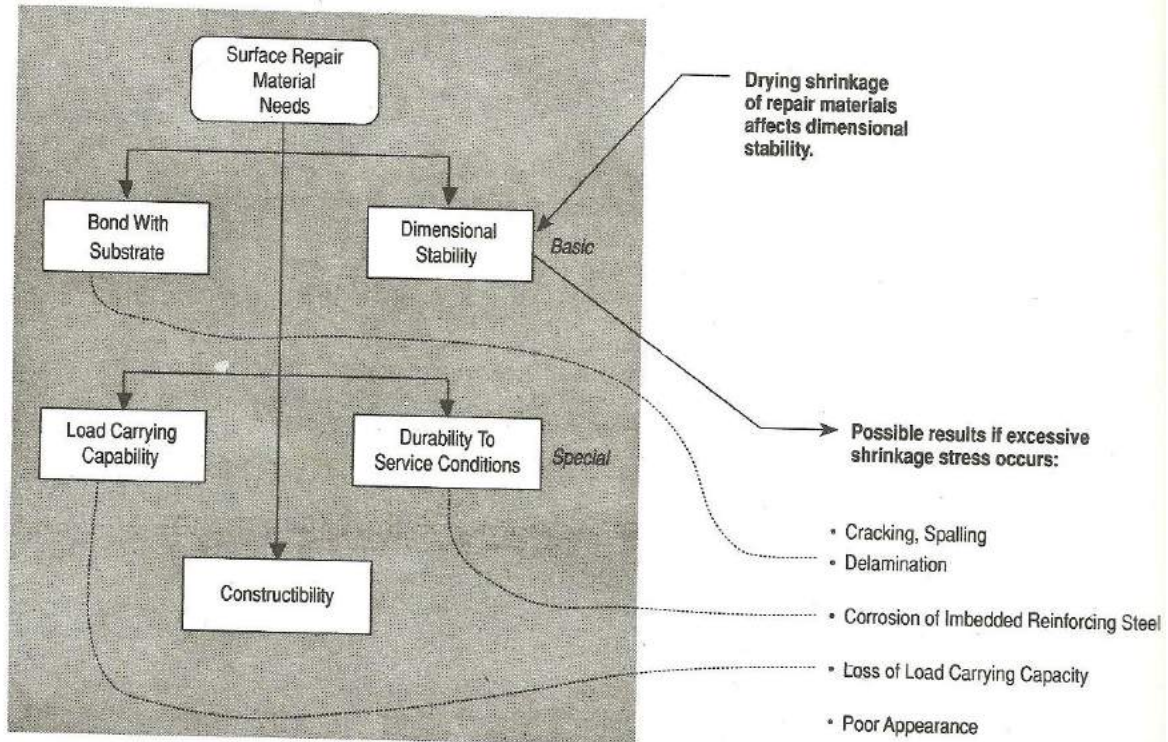 Surface Repair
Material
Needs
Drying shrinkage
of repair materials
affects dimensional
stability.
Bond With
Substrate
Dimensional
Stability
Basic
Load Carrying
Capability
Durability To
Service Conditions
Special
Possible results if excessive
shrinkage stress occurs:
• Cracking, Spalling
• Delamination
Constructibility
• Corrosion of Imbedded Reinforcing Steel
• Loss of Load Carrying Capacity
• Poor Appearance